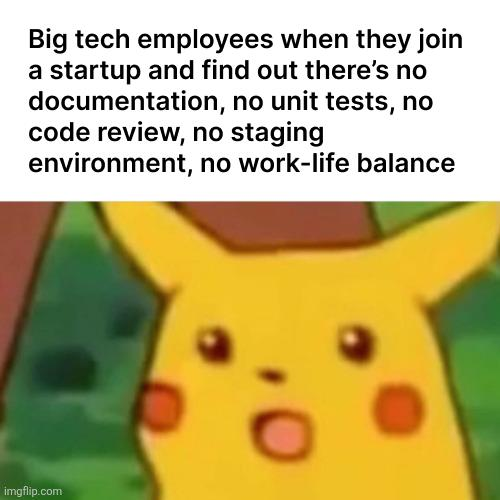 Big tech employees when they join
a startup and find out there’s no
documentation, no unit tests, no
code review, no staging
environment, no work-life balance
imgflip.com